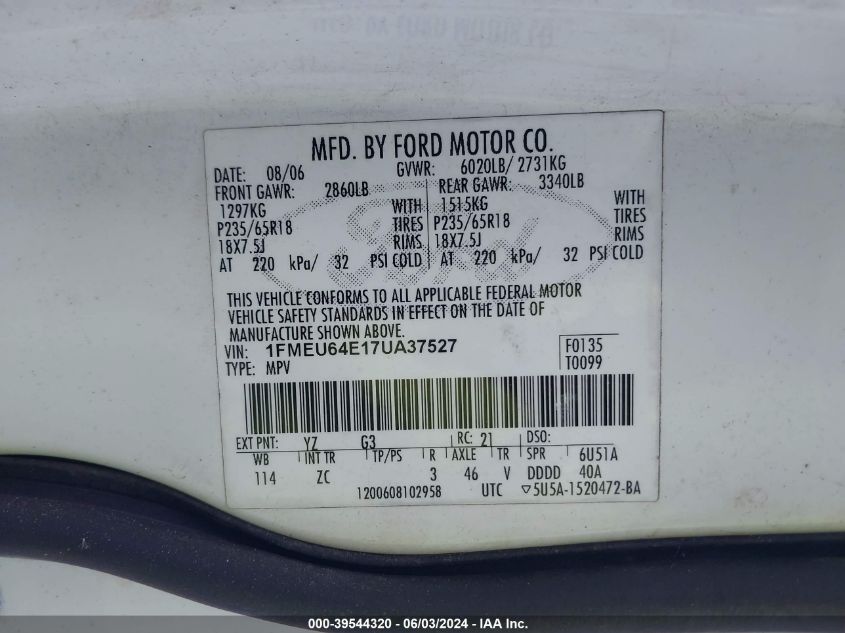 MFD. BY FORD MOTOR CO.
DATE: 08/06 GVWR: 6020LB/ 2731KG
FRONT GAWR: 2860LB REAR GAWR: 3340LB
1297KG WITH 1515KG WITH
P235/65R18 TIRES P235/65R18 TIRES
18X7.5J RIMS 18X7.5J RIMS
AT 220 kPa/ 32 PSI COLD AT 220 kPa/ 32 PSI COLD
Ford
THIS VEHICLE CONFORMS TO ALL APPLICABLE FEDERAL MOTOR
VEHICLE SAFETY STANDARDS IN EFFECT ON THE DATE OF
MANUFACTURE SHOWN ABOVE.
VIN: 1FMEU64E17UA37527 F0135
TYPE: MPV T0099
EXT PNT: YZ G3 RC: 21 DSO:
WB INT TR TP/PS R AXLE TR SPR 6U51A
114 ZC 3 46 V DDDD 40A
1200608102958 UTC ▽5U5A-1520472-BA
000-39544320 - 06/03/2024 - IAA Inc.